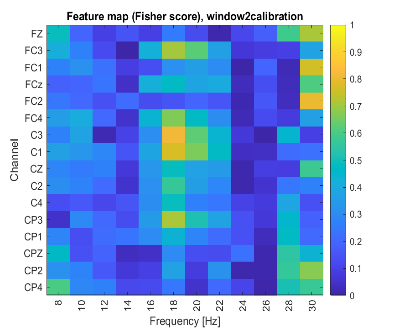 Feature map (Fisher score), window2calibration
FZ
FC3
FC1
FCz
FC2
FC4
C3
C1
CZ
C2
C4
CP3
CP1
CPZ
CP2
CP4
Channel
8 10 12 14 16 18 20 22 24 26 28 30
Frequency [Hz]
1
0.9
0.8
0.7
0.6
0.5
0.4
0.3
0.2
0.1
0